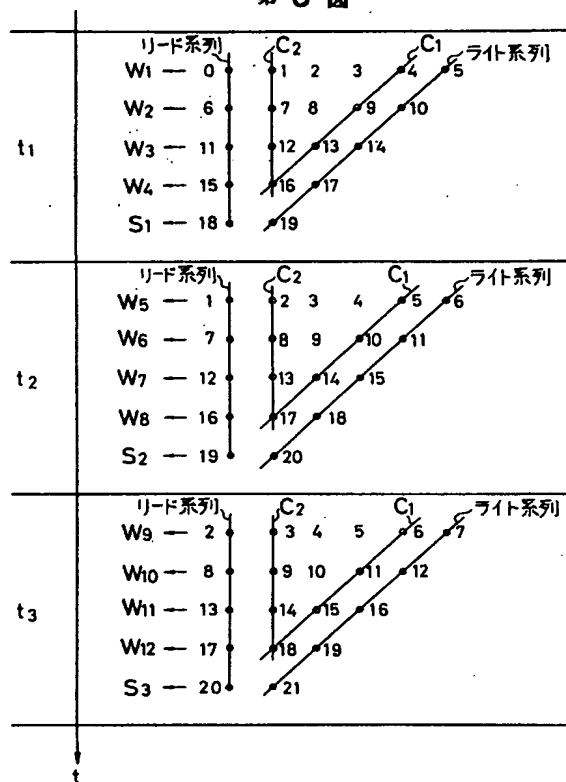 第 6 図
リード系列 C2 C1 ライト系列
W1 ― 0 1 2 3 4 5
W2 ― 6 7 8 9 10
t1
W3 ― 11 12 13 14
W4 ― 15 16 17
S1 ← 18 19
リード系列 C2 C1 ライト系列
W5 ― 1 2 3 4 5 6
W6 ― 7 8 9 10 11
t2
W7 ― 12 13 14 15
W8 ― 16 17 18
S2 ← 19 20
リード系列 C2 C1 ライト系列
W9 ― 2 3 4 5 6 7
W10 ― 8 9 10 11 12
t3
W11 ― 13 14 15 16
W12 ― 17 18 19
S3 ← 20 21
t